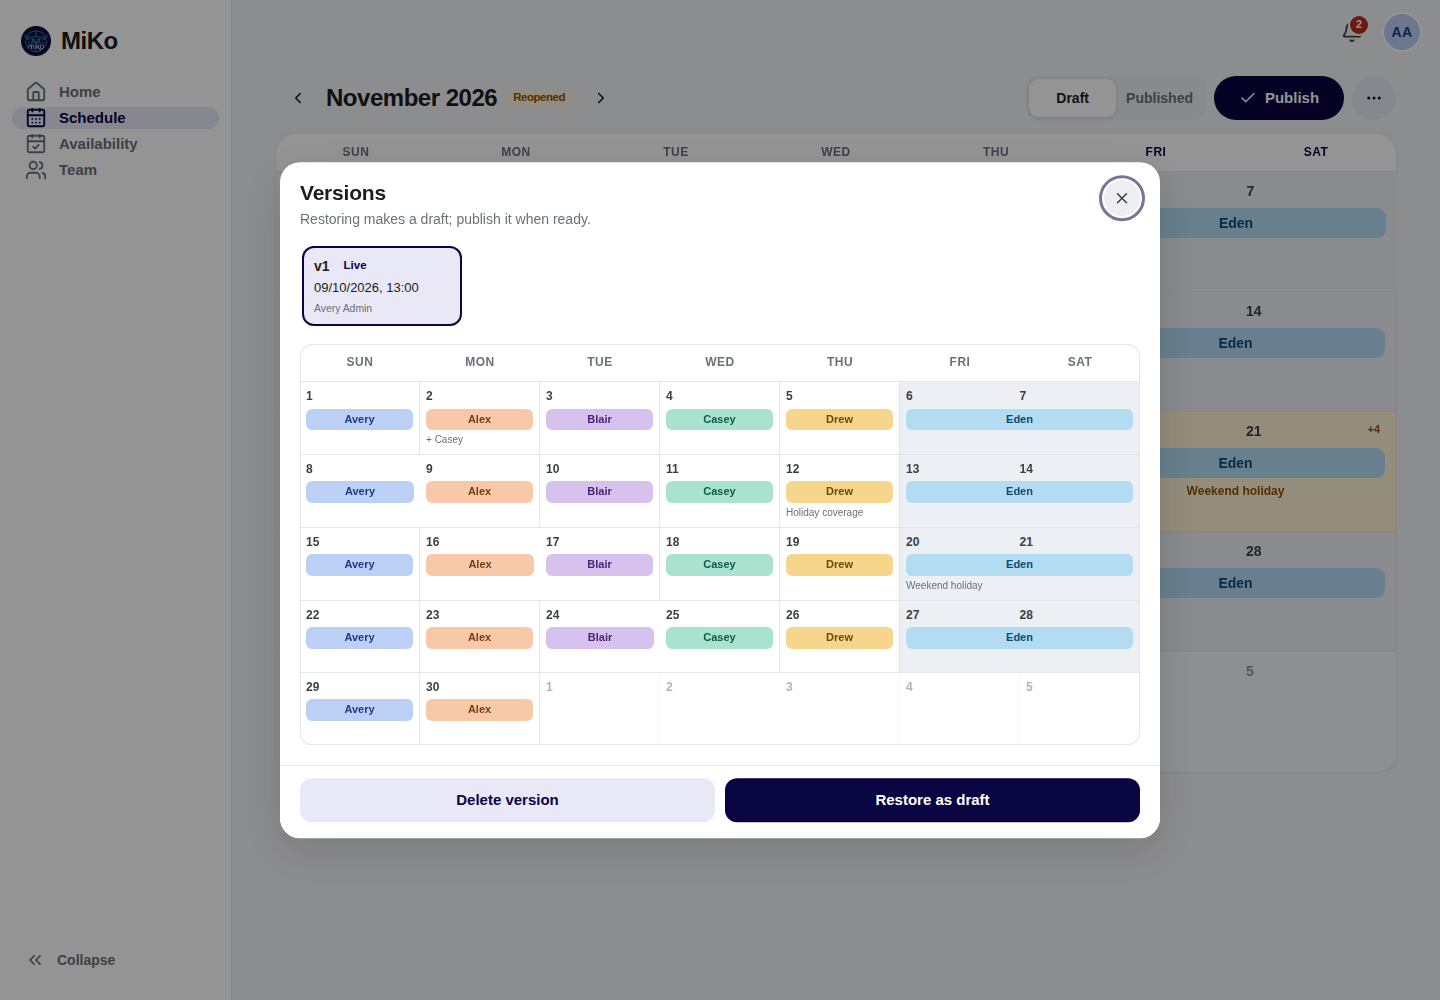 MiKo
Home
Schedule
Availability
Team
Collapse
2
AA
November 2026 Reopened
Draft Published Publish
SUN MON TUE WED THU FRI SAT
7
Eden
14
Eden
21 +4
Eden
Weekend holiday
28
Eden
5
Versions
Restoring makes a draft; publish it when ready.
v1 Live
09/10/2026, 13:00
Avery Admin
SUN MON TUE WED THU FRI SAT
1 2 3 4 5 6 7
Avery Alex Blair Casey Drew Eden
+ Casey
8 9 10 11 12 13 14
Avery Alex Blair Casey Drew Eden
Holiday coverage
15 16 17 18 19 20 21
Avery Alex Blair Casey Drew Eden
Weekend holiday
22 23 24 25 26 27 28
Avery Alex Blair Casey Drew Eden
29 30 1 2 3 4 5
Avery Alex
Delete version Restore as draft